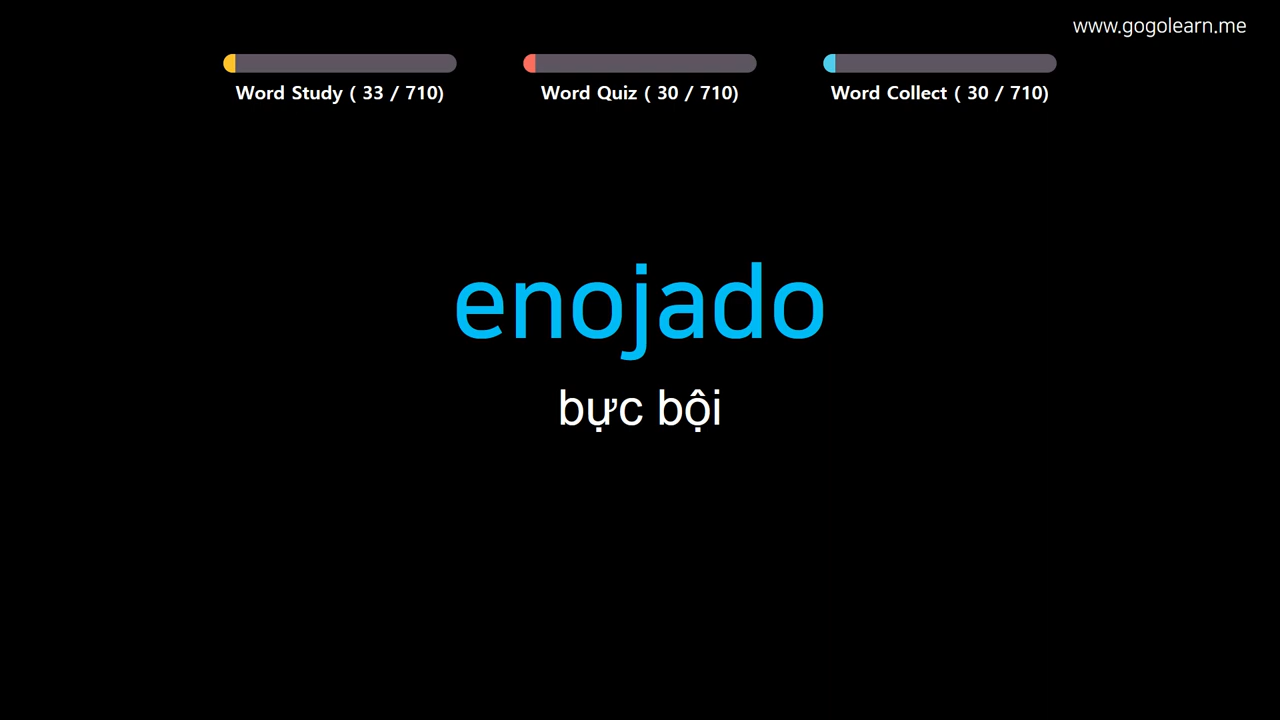 www.gogolearn.me
Word Study ( 33 / 710)
Word Quiz ( 30 / 710)
Word Collect ( 30 / 710)
enojado
bực bội